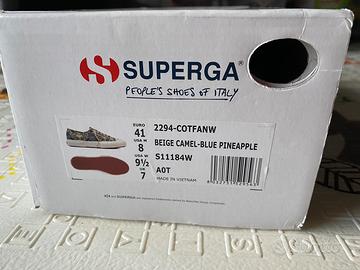 SUPERGA®
PEOPLE'S SHOES OF ITALY
EURO 41
USA M 8
USA W 9½
UK 7
2294-COTFANW
BEIGE CAMEL-BLUE PINEAPPLE
S11184W
A0T
MADE IN VIETNAM